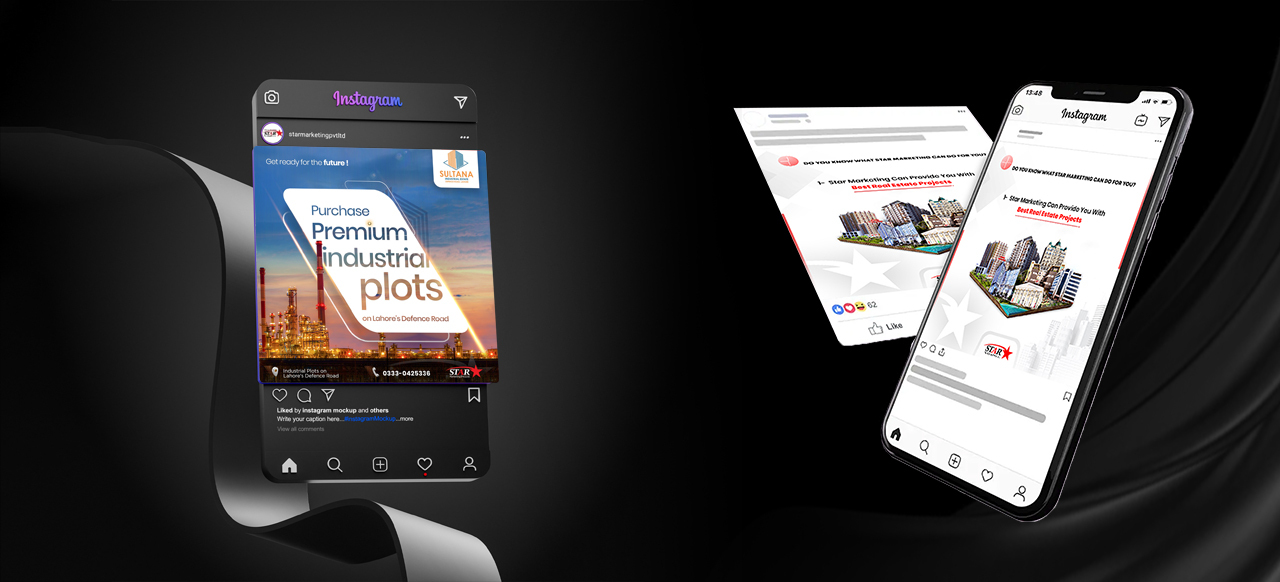 Instagram
STAR
starmarketingpvtltd
Get ready for the future !
SULTANA
Purchase
Premium
industrial
plots
on Lahore's Defence Road
Industrial Plots on
Lahore's Defence Road
0333-0425336
STAR
Liked by instagram mockup and others
Write your caption here... ...more
View all comments
DO YOU KNOW WHAT STAR MARKETING CAN DO FOR YOU?
1- Star Marketing Can Provide You With
Best Real Estate Projects
62
Like
13:48
Instagram
DO YOU KNOW WHAT STAR MARKETING CAN DO FOR YOU?
1- Star Marketing Can Provide You With
Best Real Estate Projects
STAR